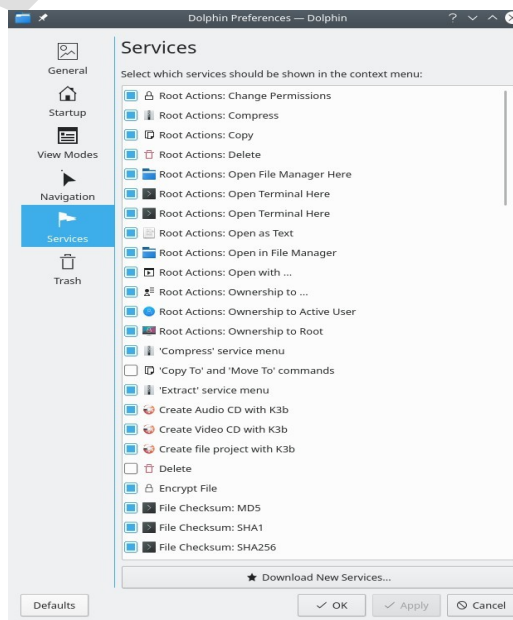 Dolphin Preferences — Dolphin
General
Startup
View Modes
Navigation
Services
Trash
Services
Select which services should be shown in the context menu:
Root Actions: Change Permissions
Root Actions: Compress
Root Actions: Copy
Root Actions: Delete
Root Actions: Open File Manager Here
Root Actions: Open Terminal Here
Root Actions: Open Terminal Here
Root Actions: Open as Text
Root Actions: Open in File Manager
Root Actions: Open with ...
Root Actions: Ownership to ...
Root Actions: Ownership to Active User
Root Actions: Ownership to Root
'Compress' service menu
'Copy To' and 'Move To' commands
'Extract' service menu
Create Audio CD with K3b
Create Video CD with K3b
Create file project with K3b
Delete
Encrypt File
File Checksum: MD5
File Checksum: SHA1
File Checksum: SHA256
Download New Services...
Defaults
OK
Apply
Cancel